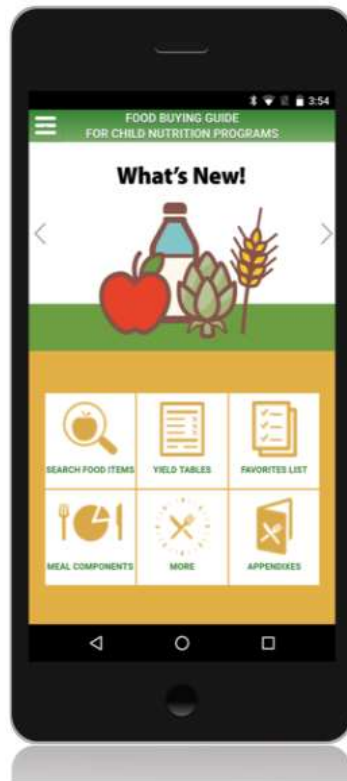 3:54
FOOD BUYING GUIDE
FOR CHILD NUTRITION PROGRAMS
What's New!
SEARCH FOOD ITEMS
YIELD TABLES
FAVORITES LIST
MEAL COMPONENTS
MORE
APPENDIXES